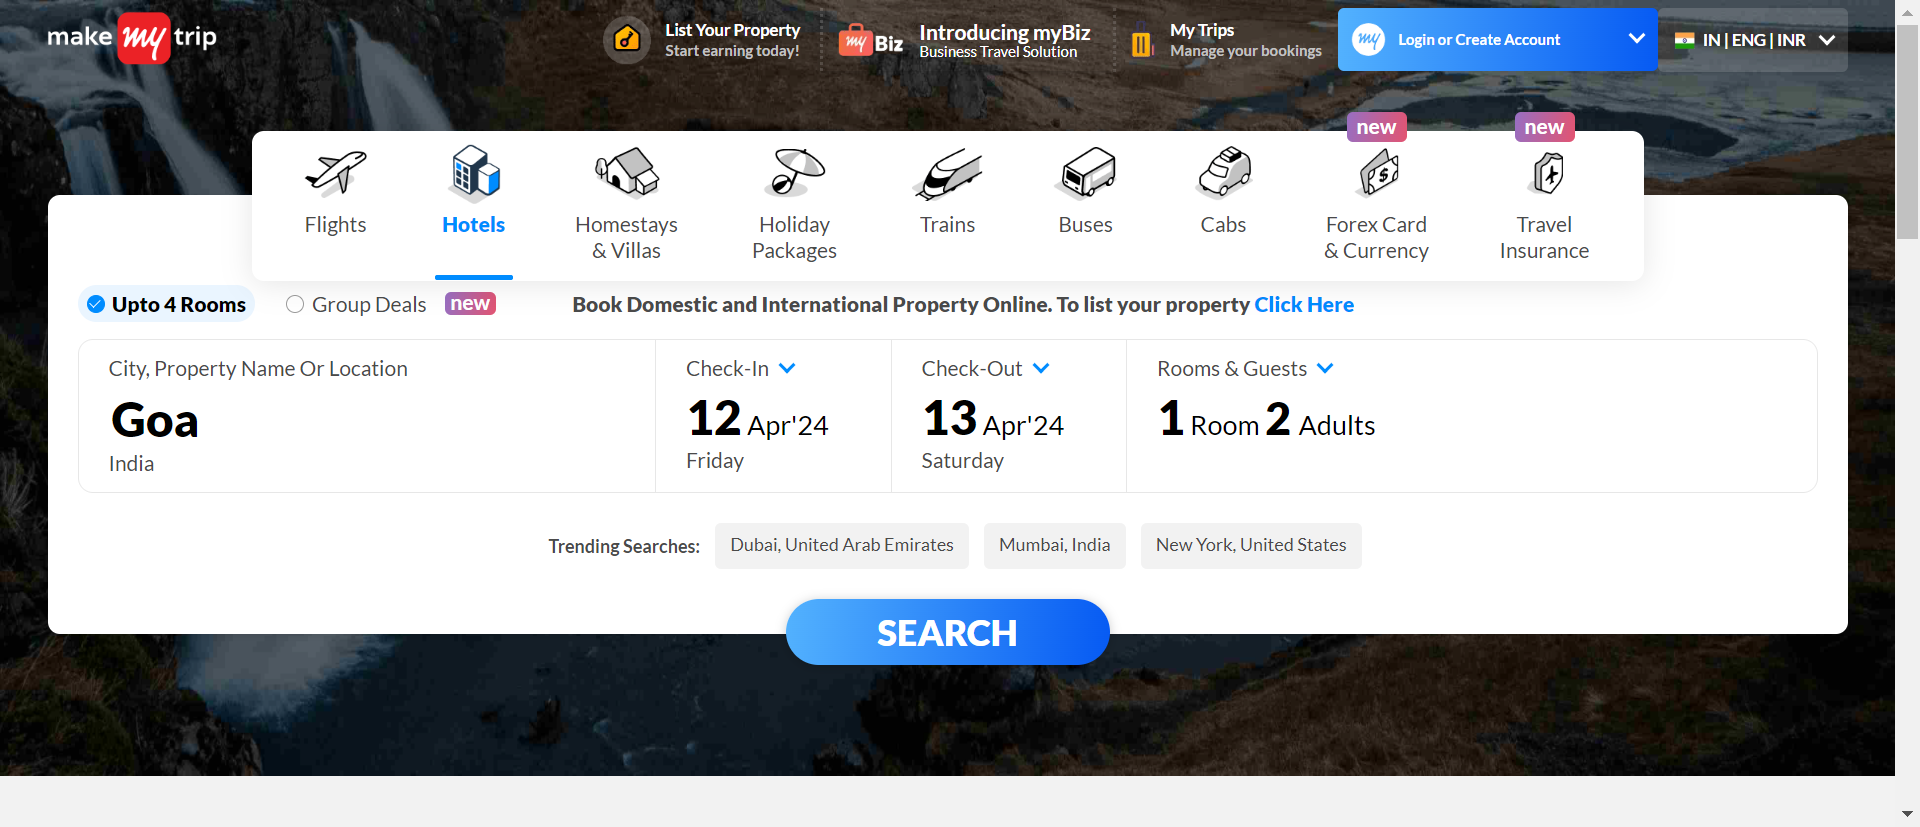 make my trip
List Your Property
Start earning today!
my Biz
Introducing myBiz
Business Travel Solution
My Trips
Manage your bookings
my
Login or Create Account
IN | ENG | INR
new
new
Flights
Hotels
Homestays
& Villas
Holiday
Packages
Trains
Buses
Cabs
Forex Card
& Currency
Travel
Insurance
Upto 4 Rooms
Group Deals
new
Book Domestic and International Property Online. To list your property Click Here
City, Property Name Or Location
Goa
India
Check-In
12 Apr'24
Friday
Check-Out
13 Apr'24
Saturday
Rooms & Guests
1 Room 2 Adults
Trending Searches:
Dubai, United Arab Emirates
Mumbai, India
New York, United States
SEARCH